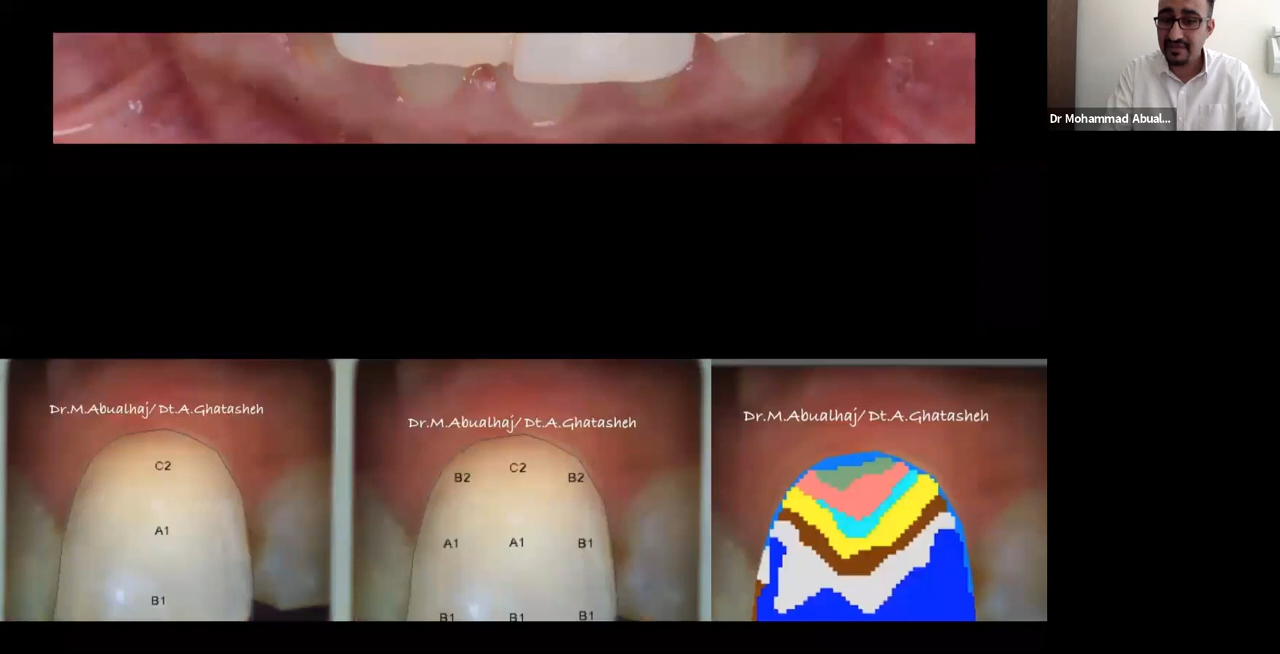 Dr Mohammad Abual...
Dr.M.Abualhaj/Dt.A.Ghatasheh
C2
A1
B1
Dr.M.Abualhaj/Dt.A.Ghatasheh
B2 C2 B2
A1 A1 B1
B1 B1 B1
Dr.M.Abualhaj/Dt.A.Ghatasheh